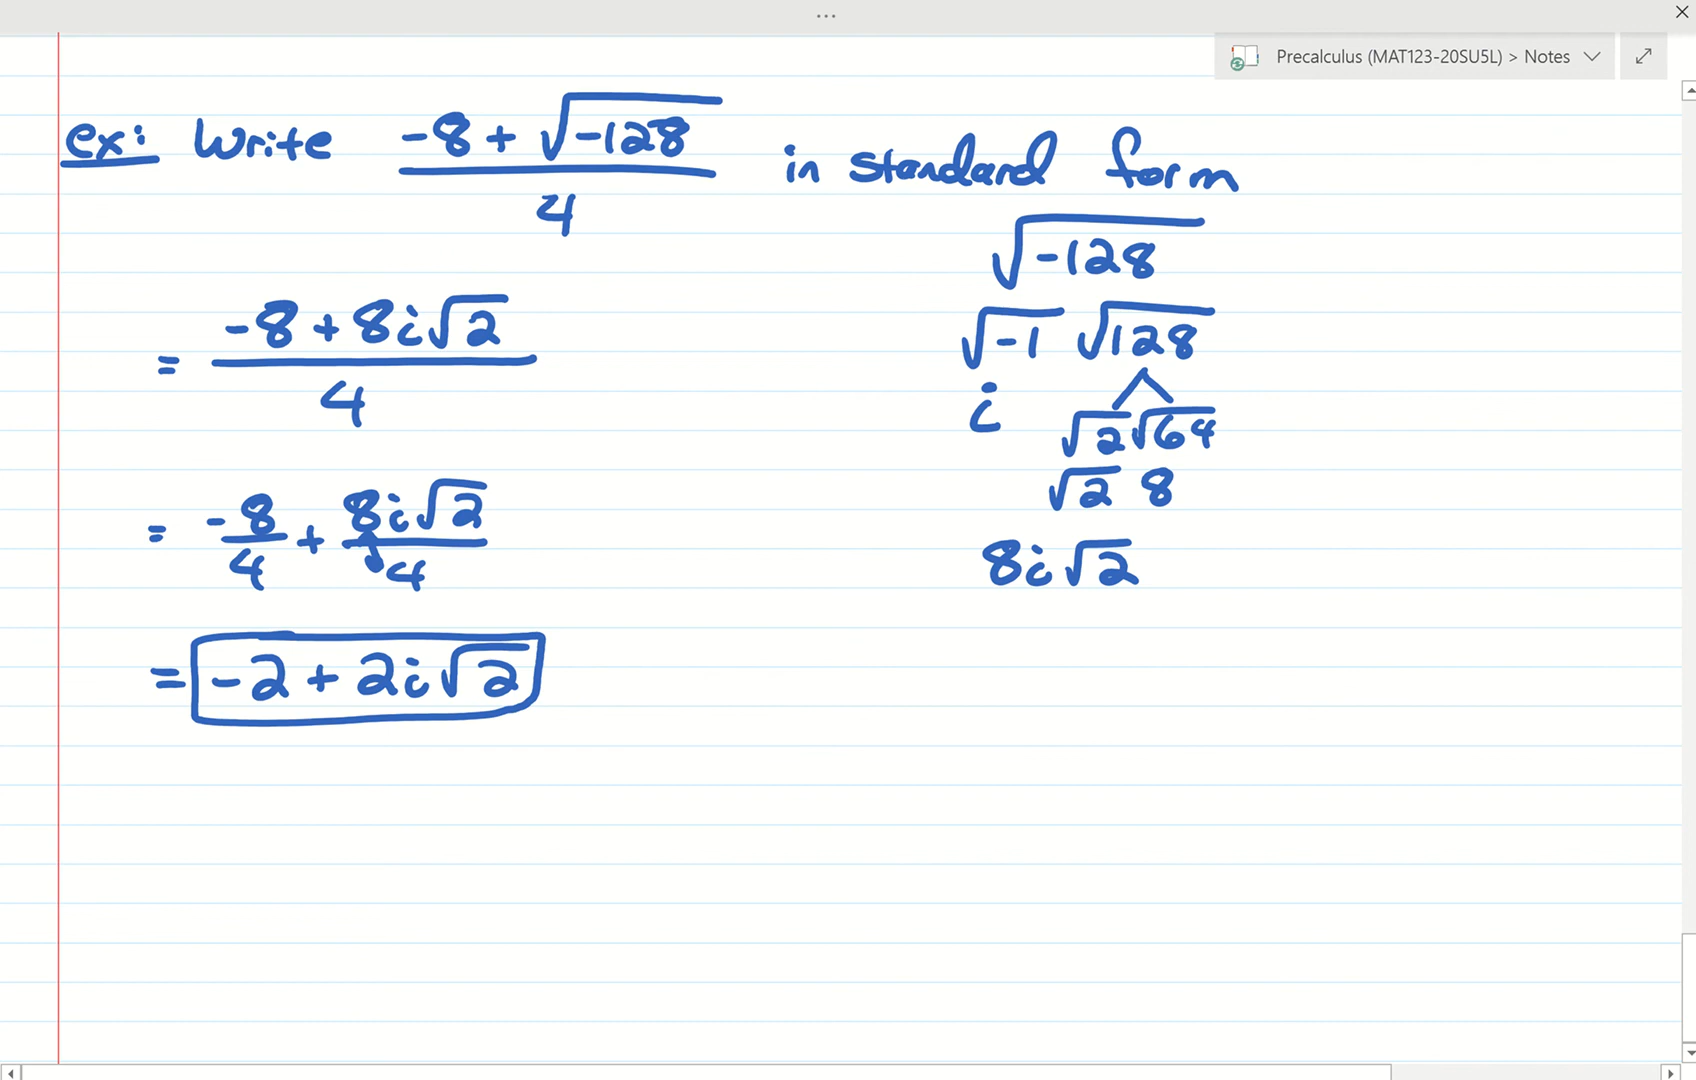 Precalculus (MAT123-20SU5L) > Notes
ex: Write (-8 + √-128)/4 in standard form
= (-8 + 8i√2)/4
= -8/4 + 8i√2/4
= -2 + 2i√2
√-128
√-1 √128
i √2 √64
√2 8
8i√2